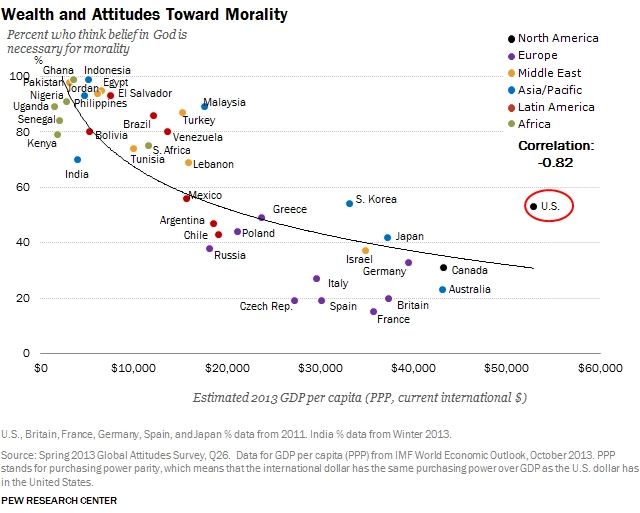 Wealth and Attitudes Toward Morality
Percent who think belief in God is
necessary for morality
%
North America
Europe
Middle East
Asia/Pacific
Latin America
Africa
Correlation:
-0.82
100
80
60
40
20
0
Ghana
Indonesia
Pakistan
Jordan
Egypt
El Salvador
Nigeria
Philippines
Malaysia
Uganda
Turkey
Senegal
Brazil
Bolivia
Venezuela
Kenya
S. Africa
Tunisia
Lebanon
India
Mexico
S. Korea
U.S.
Greece
Argentina
Poland
Chile
Japan
Russia
Israel
Germany
Canada
Italy
Australia
Czech Rep.
Spain
Britain
France
$0
$10,000
$20,000
$30,000
$40,000
$50,000
$60,000
Estimated 2013 GDP per capita (PPP, current international $)
U.S., Britain, France, Germany, Spain, and Japan % data from 2011. India % data from Winter 2013.
Source: Spring 2013 Global Attitudes Survey, Q26. Data for GDP per capita (PPP) from IMF World Economic Outlook, October 2013. PPP
stands for purchasing power parity, which means that the international dollar has the same purchasing power over GDP as the U.S. dollar has
in the United States.
PEW RESEARCH CENTER